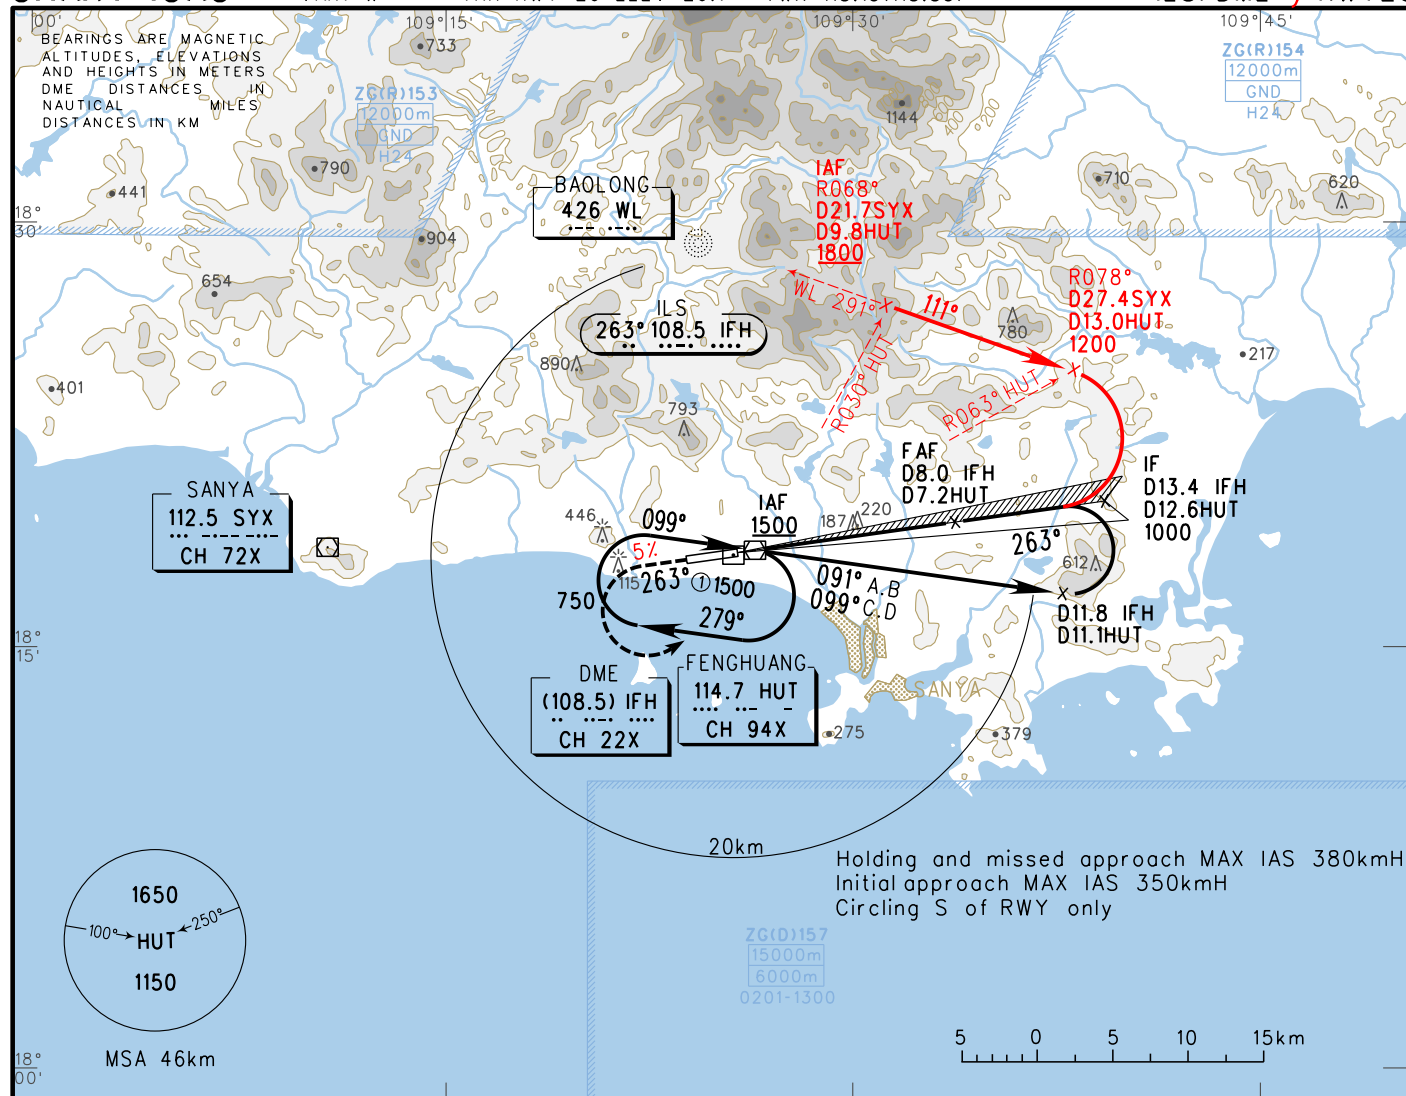 00'
109°15'
109°30'
109°45'
BEARINGS ARE MAGNETIC
ALTITUDES, ELEVATIONS
AND HEIGHTS IN METERS
DME DISTANCES IN
NAUTICAL MILES
DISTANCES IN KM
733
ZG(R)153
12000m
GND
H24
1144
600
400
200
ZG(R)154
12000m
GND
H24
790
441
710
620
18°
30'
904
654
BAOLONG
426 WL
IAF
R068°
D21.7SYX
D9.8HUT
1800
WL 291°
111°
R078°
D27.4SYX
D13.0HUT
1200
780
217
ILS
263° 108.5 IFH
890
R030° HUT
R063° HUT
401
793
FAF
D8.0 IFH
D7.2HUT
IF
D13.4 IFH
D12.6HUT
1000
SANYA
112.5 SYX
CH 72X
446
099°
IAF
1500
187
220
263°
612
5%
115
263° ① 1500
091° A.B
099° C.D
750
279°
D11.8 IFH
D11.1HUT
18°
15'
DME
(108.5) IFH
CH 22X
FENGHUANG
114.7 HUT
CH 94X
SANYA
275
379
20km
Holding and missed approach MAX IAS 380kmH
Initial approach MAX IAS 350kmH
Circling S of RWY only
1650
100°
250°
HUT
1150
MSA 46km
ZG(D)157
15000m
6000m
0201-1300
5 0 5 10 15km
18°
00'